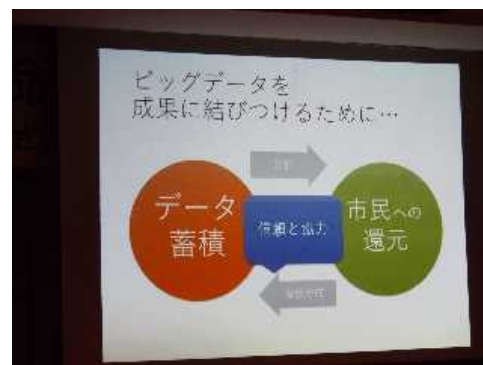 ビッグデータを
成果に結びつけるために…
データ
蓄積
信頼と協力
市民への
還元